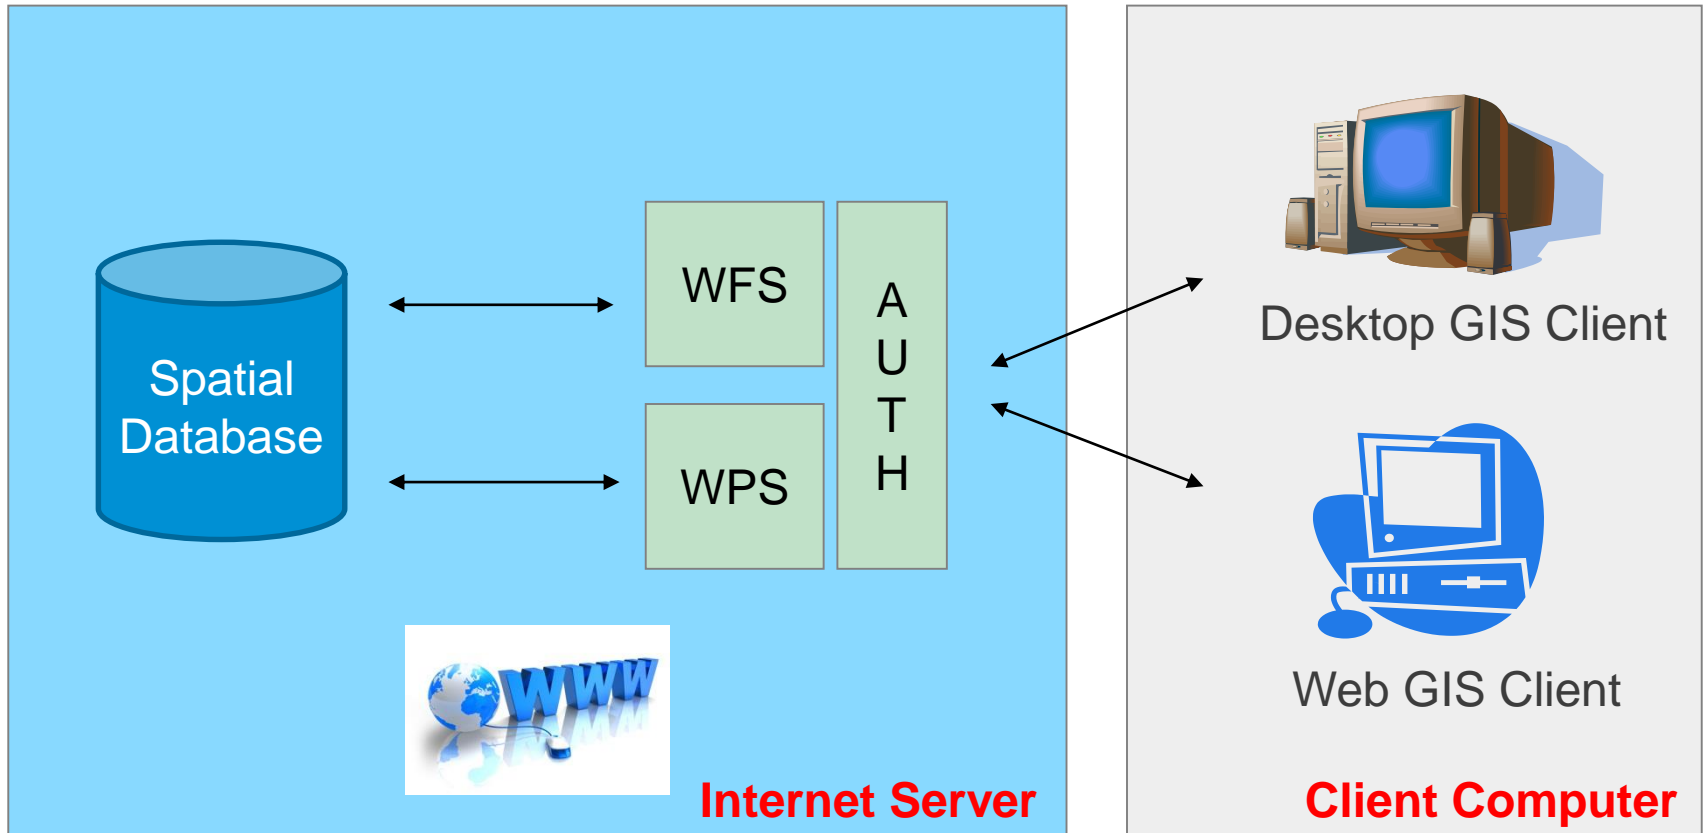 Spatial
Database
WFS
WPS
A
U
T
H
WWW
Internet Server
Desktop GIS Client
Web GIS Client
Client Computer